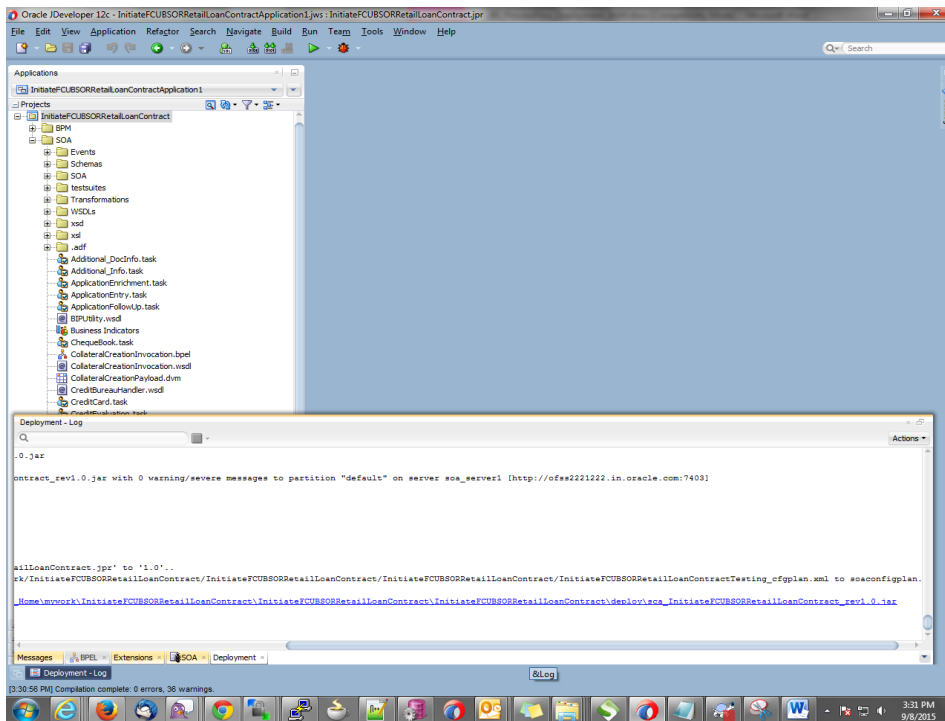 Oracle JDeveloper 12c - InitiateFCUBSORRetailLoanContractApplication1.jws : InitiateFCUBSORRetailLoanContract.jpr
File Edit View Application Refactor Search Navigate Build Run Team Tools Window Help
Search
Applications
InitiateFCUBSORRetailLoanContractApplication1
Projects
InitiateFCUBSORRetailLoanContract
BPM
SOA
Events
Schemas
SOA
testsuites
Transformations
WSDLs
xsd
xsl
.adf
Additional_DocInfo.task
Additional_Info.task
ApplicationEnrichment.task
ApplicationEntry.task
ApplicationFollowUp.task
BIPUtility.wsdl
Business Indicators
ChequeBook.task
CollateralCreationInvocation.bpel
CollateralCreationInvocation.wsdl
CollateralCreationPayload.dvm
CreditBureauHandler.wsdl
CreditCard.task
CreditEvaluation.task
Deployment - Log
Actions
.0.jar
ontract_rev1.0.jar with 0 warning/severe messages to partition "default" on server soa_server1 [http://ofss2221222.in.oracle.com:7403]
ailLoanContract.jpr' to '1.0'..
rk/InitiateFCUBSORRetailLoanContract/InitiateFCUBSORRetailLoanContract/InitiateFCUBSORRetailLoanContract/InitiateFCUBSORRetailLoanContractTesting_cfgplan.xml to soaconfigplan.
_Home\mywork\InitiateFCUBSORRetailLoanContract\InitiateFCUBSORRetailLoanContract\InitiateFCUBSORRetailLoanContract\deploy\sca_InitiateFCUBSORRetailLoanContract_rev1.0.jar
Messages BPEL Extensions SOA Deployment
Deployment - Log
&Log
[3:30:56 PM] Compilation complete: 0 errors, 36 warnings.
3:31 PM
9/8/2015